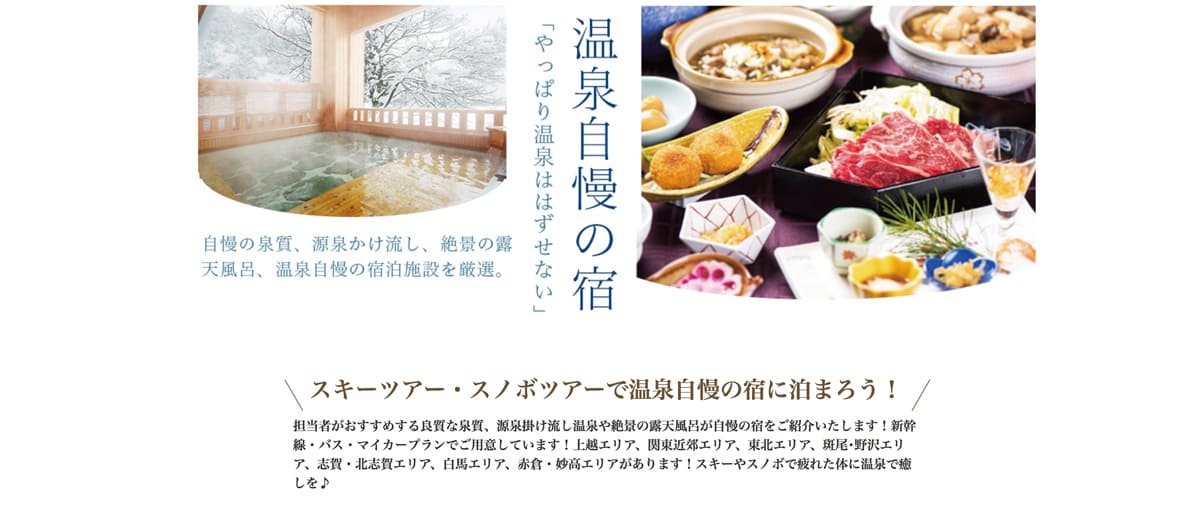 温泉自慢の宿
「やっぱり温泉ははずせない」
自慢の泉質、源泉かけ流し、絶景の露
天風呂、温泉自慢の宿泊施設を厳選。
スキーツアー・スノボツアーで温泉自慢の宿に泊まろう！
担当者がおすすめする良質な泉質、源泉掛け流し温泉や絶景の露天風呂が自慢の宿をご紹介いたします！新幹
線・バス・マイカープランでご用意しています！上越エリア、関東近郊エリア、東北エリア、斑尾･野沢エリ
ア、志賀・北志賀エリア、白馬エリア、赤倉・妙高エリアがあります！スキーやスノボで疲れた体に温泉で癒
しを♪